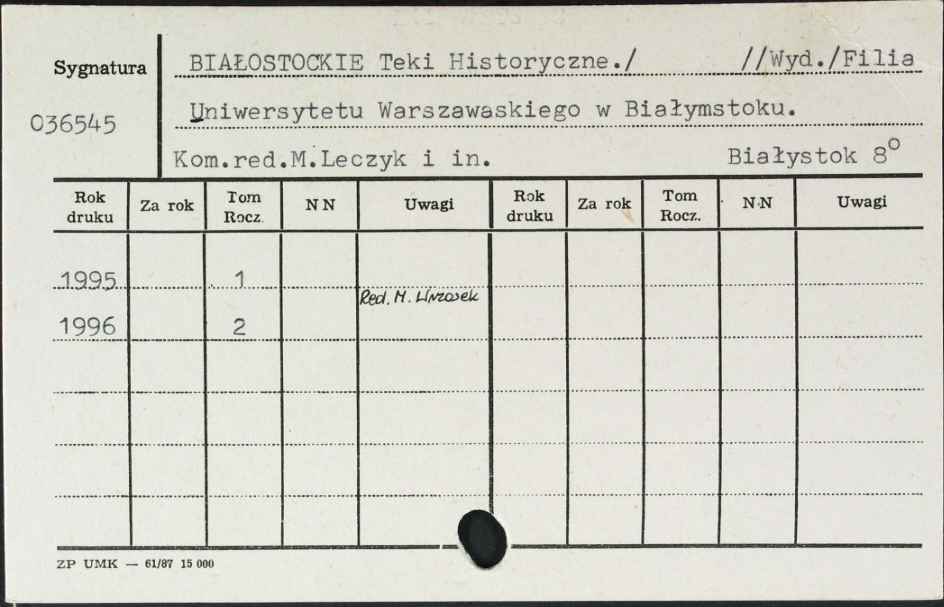 Sygnatura
036545
BIAŁOSTOCKIE Teki Historyczne./ //Wyd./Filia
Uniwersytetu Warszawaskiego w Białymstoku.
Kom.red.M.Leczyk i in. Białystok 8°
Rok druku Za rok Tom Rocz. N N Uwagi Rok druku Za rok Tom Rocz. N N Uwagi
1995 1
Red. M. Wrzosek
1996 2
ZP UMK — 61/87 15 000